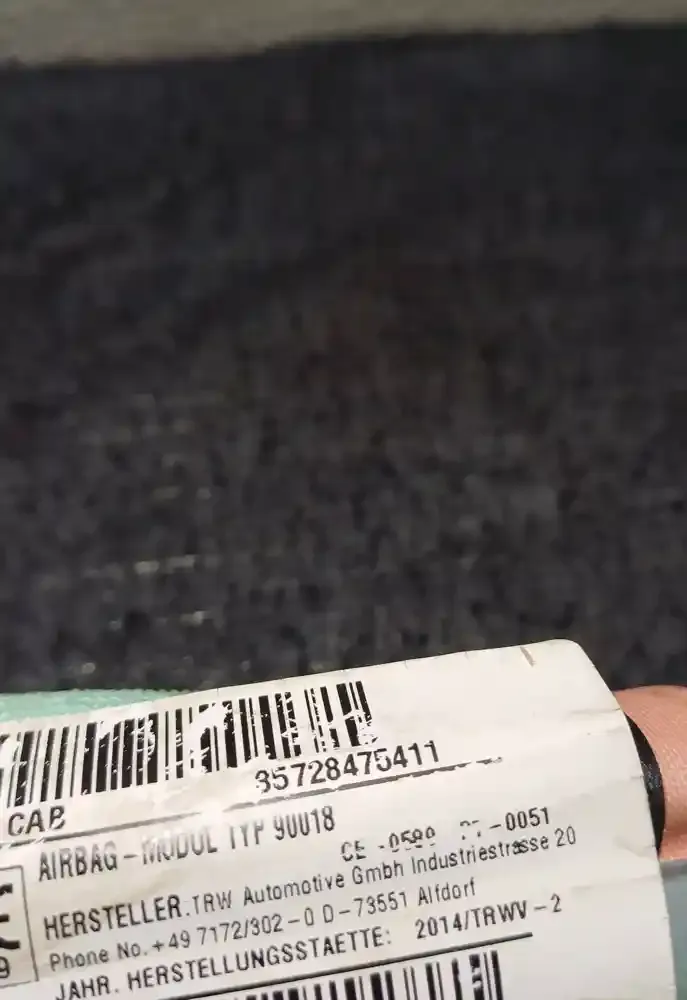 35728475411
CAB
AIRBAG-MODUL TYP 90018
CE -0589 -0051
HERSTELLER.TRW Automotive Gmbh Industriestrasse 20
Phone No.+49 7172/302-0 D-73551 Alfdorf
JAHR. HERSTELLUNGSSTAETTE: 2014/TRWV-2
9